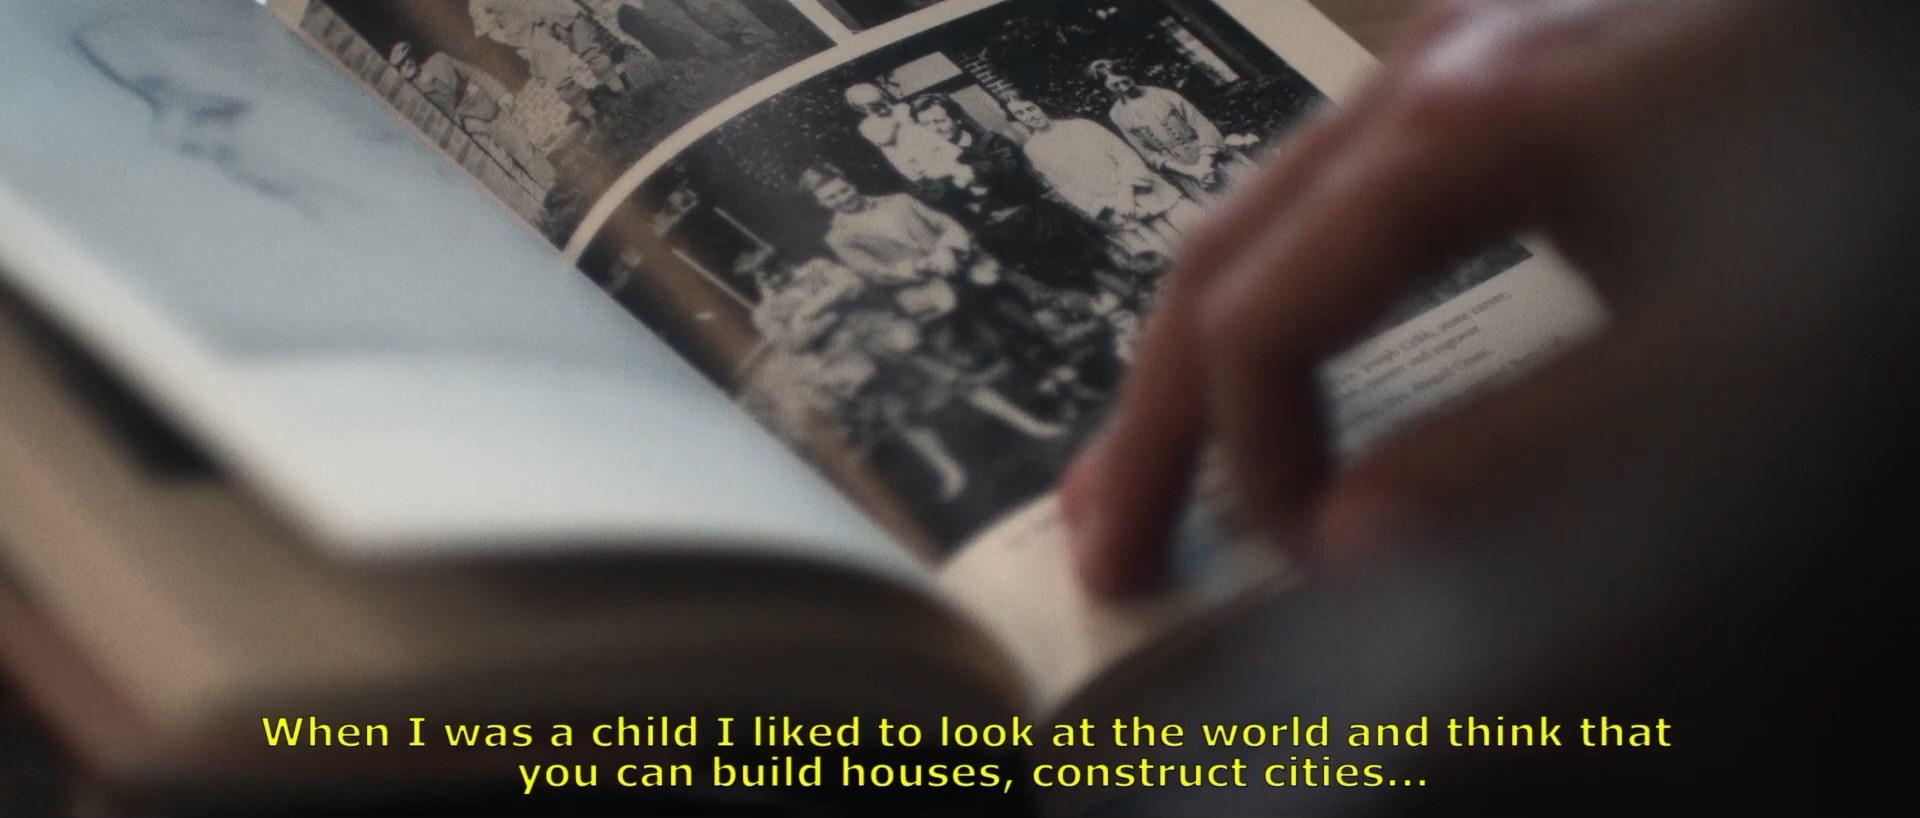 When I was a child I liked to look at the world and think that
you can build houses, construct cities...